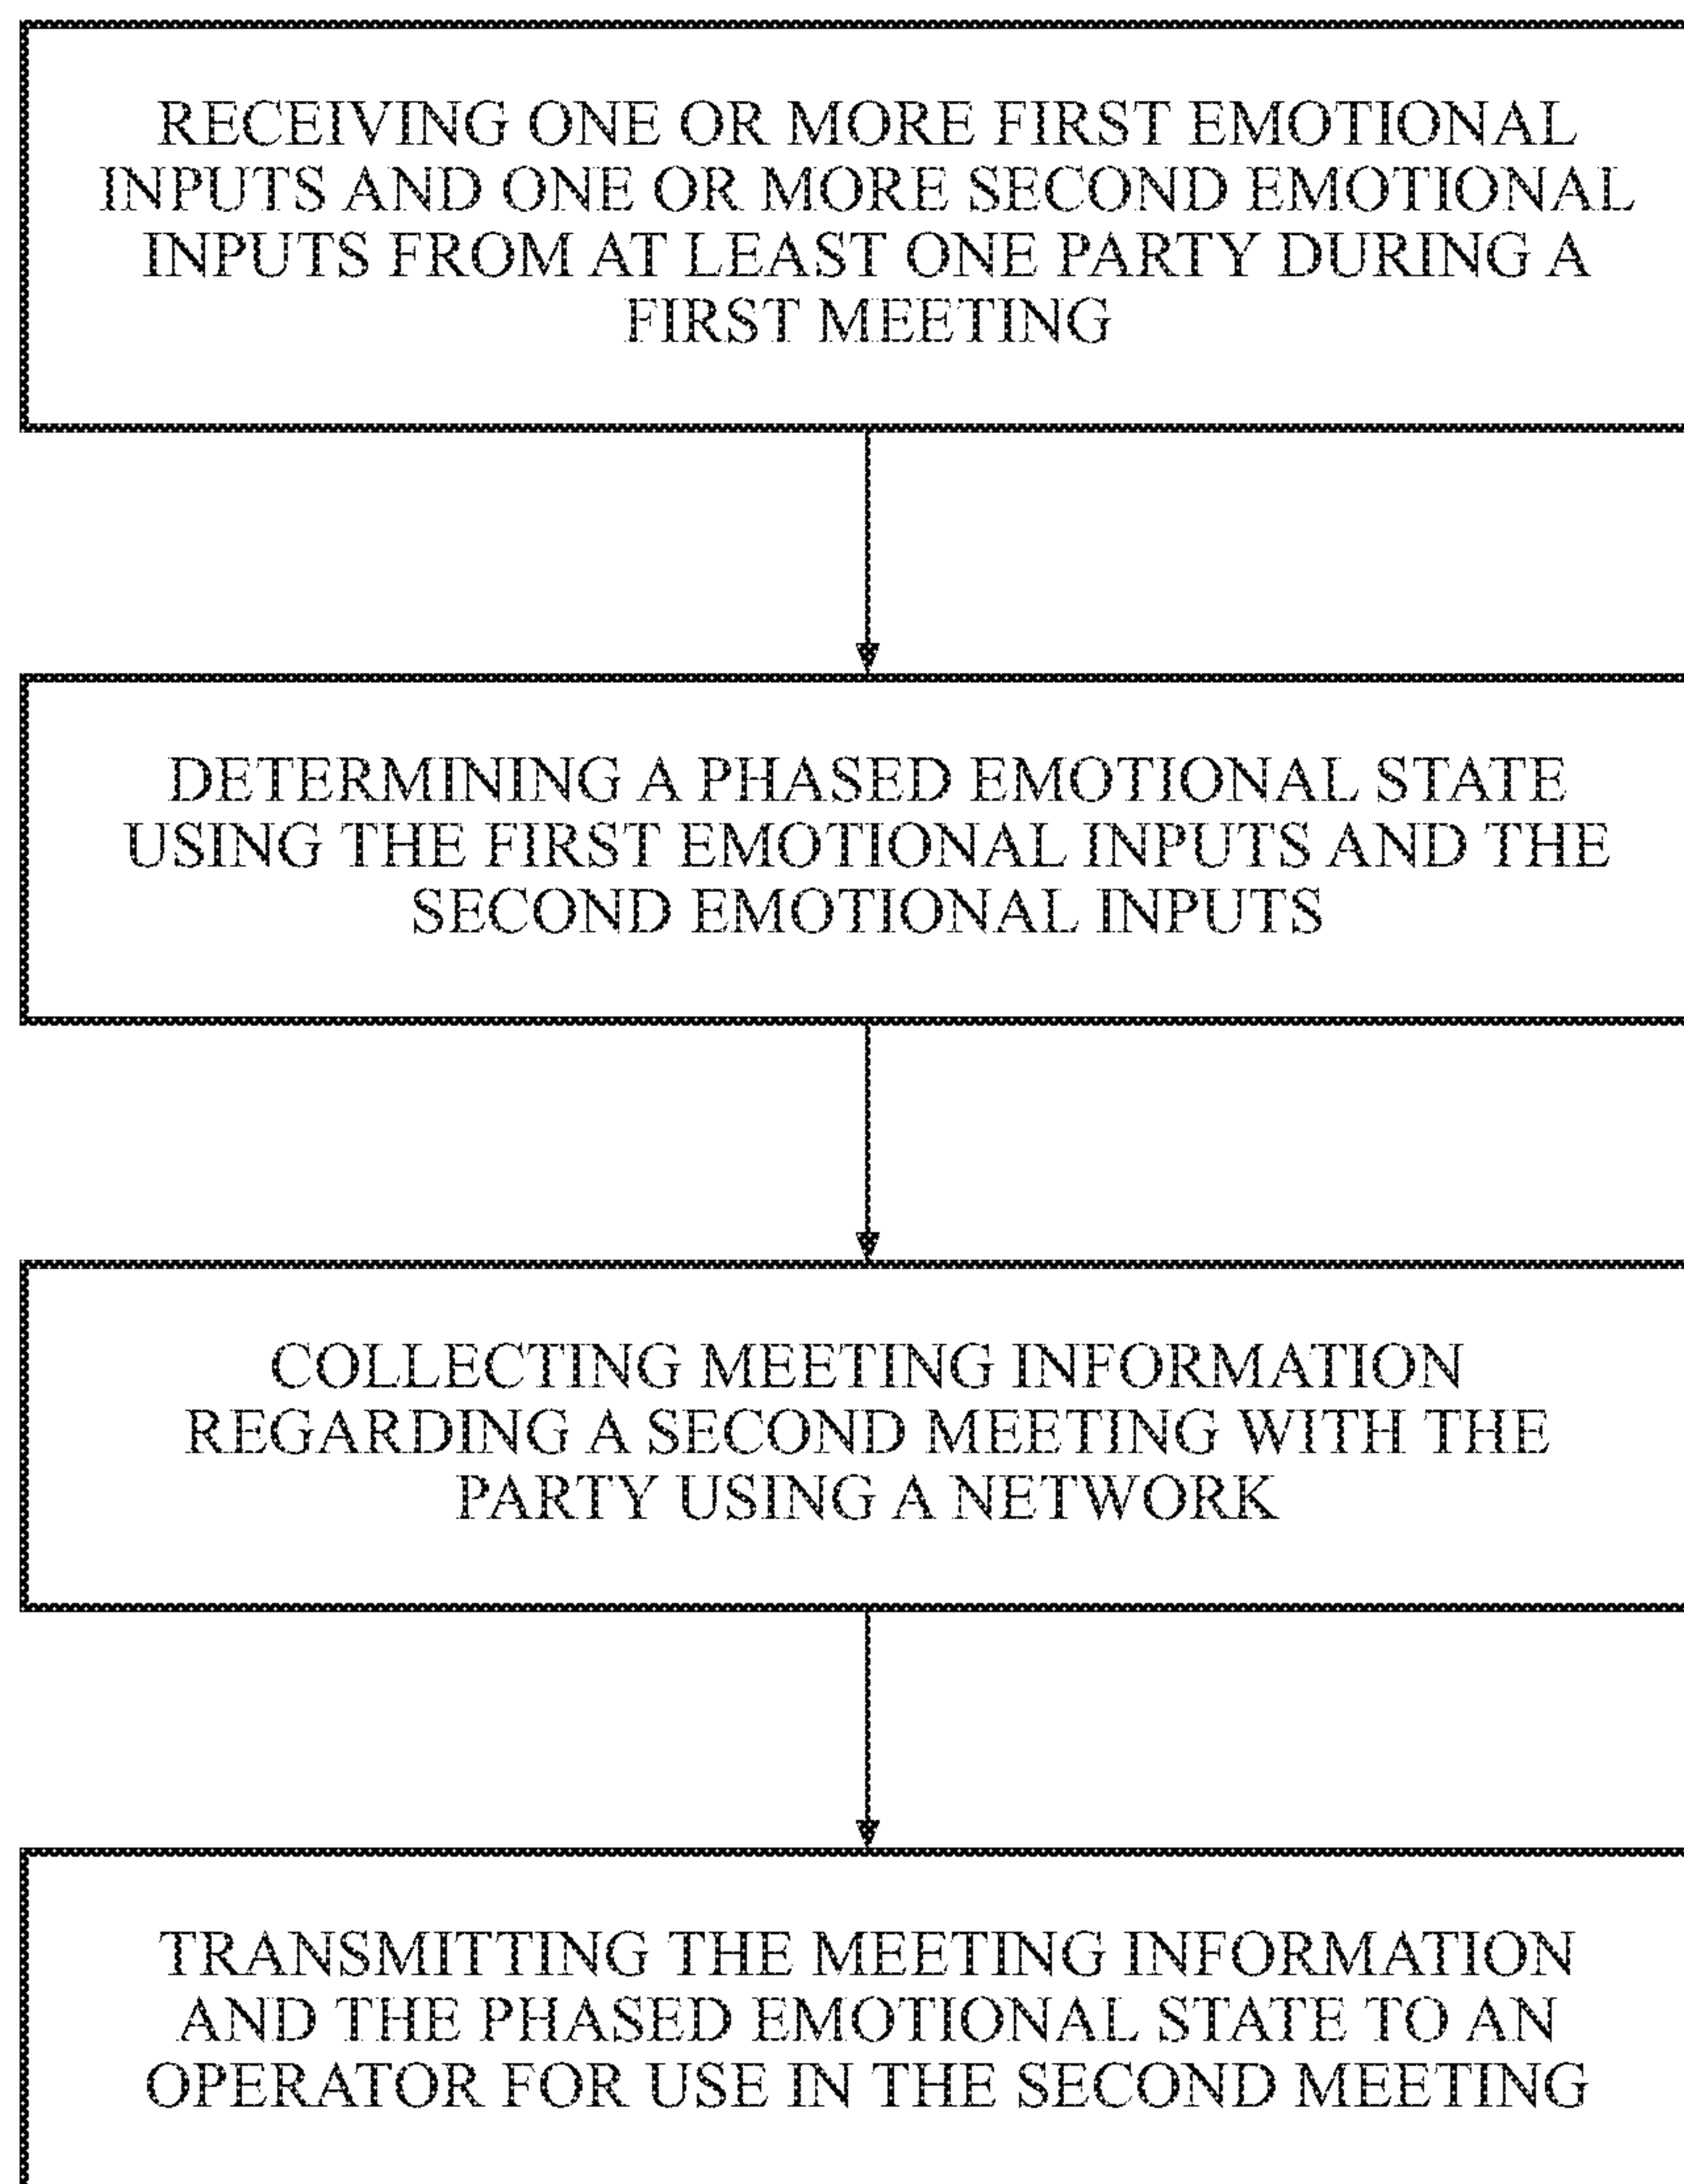 RECEIVING ONE OR MORE FIRST EMOTIONAL
INPUTS AND ONE OR MORE SECOND EMOTIONAL
INPUTS FROM AT LEAST ONE PARTY DURING A
FIRST MEETING
DETERMINING A PHASED EMOTIONAL STATE
USING THE FIRST EMOTIONAL INPUTS AND THE
SECOND EMOTIONAL INPUTS
COLLECTING MEETING INFORMATION
REGARDING A SECOND MEETING WITH THE
PARTY USING A NETWORK
TRANSMITTING THE MEETING INFORMATION
AND THE PHASED EMOTIONAL STATE TO AN
OPERATOR FOR USE IN THE SECOND MEETING